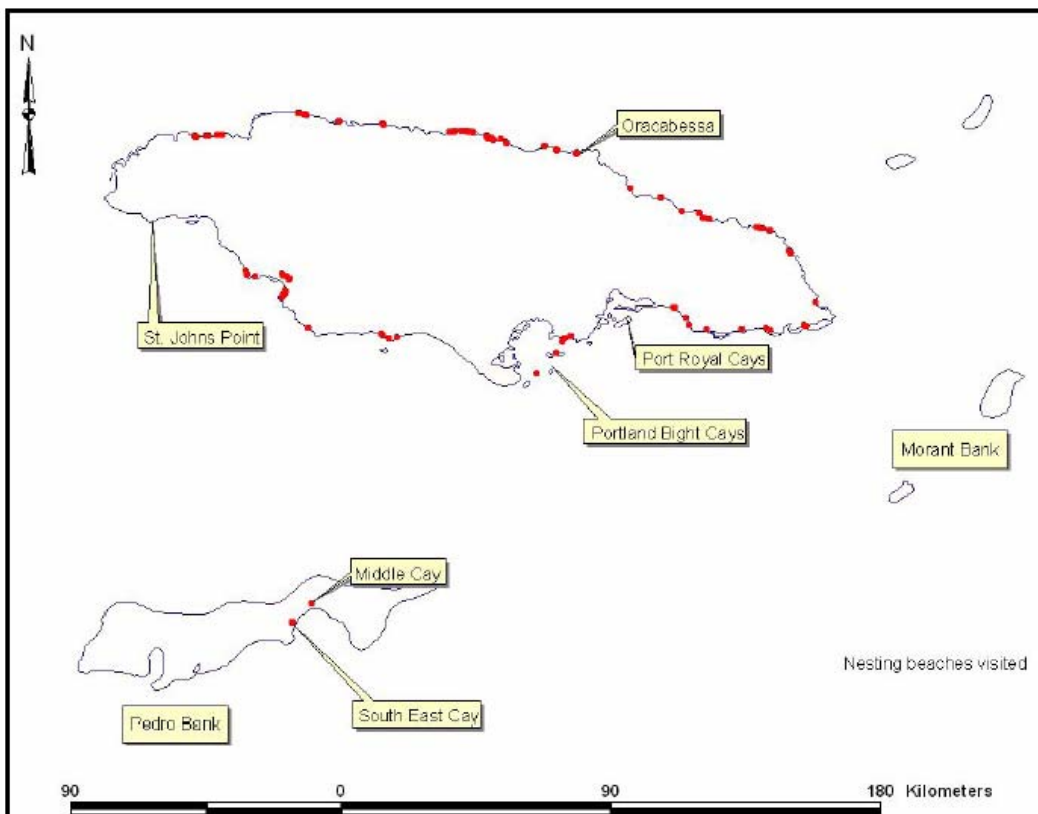 N
Oracabessa
St. Johns Point
Port Royal Cays
Portland Bight Cays
Morant Bank
Middle Cay
Nesting beaches visited
South East Cay
Pedro Bank
90 0 90 180 Kilometers